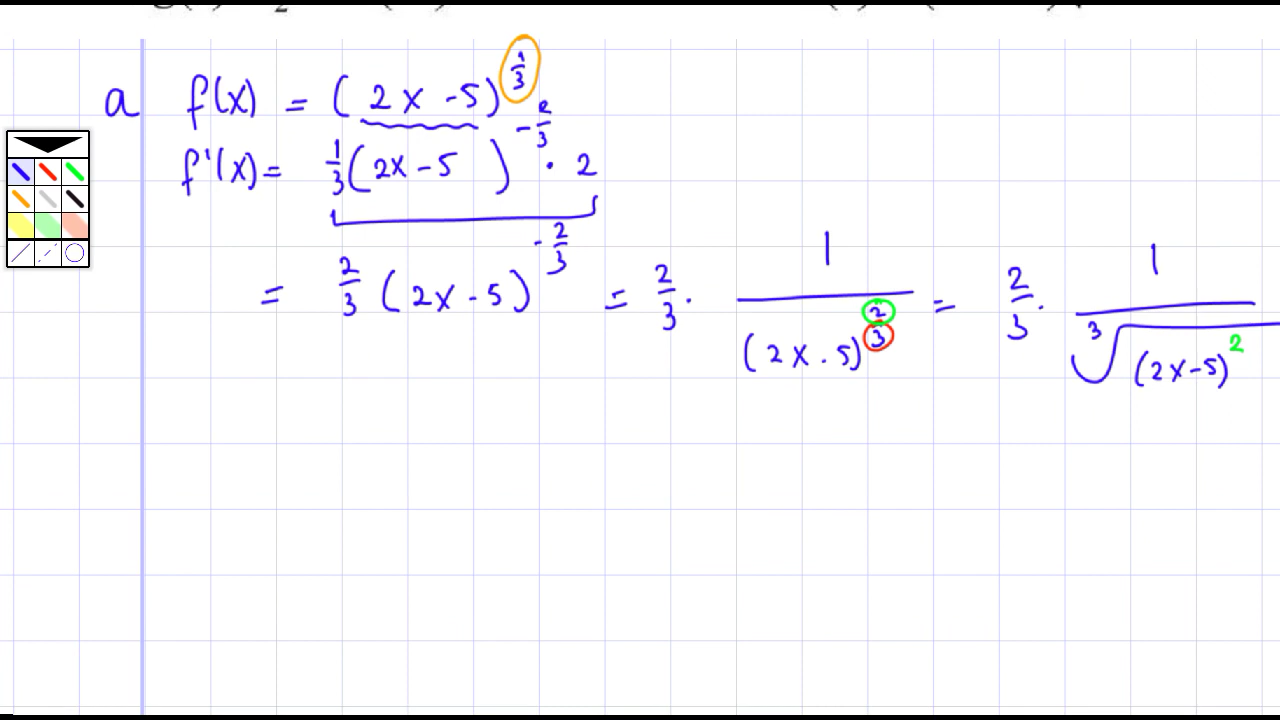 a f(x) = (2x -5)^{1/3}
f'(x) = 1/3 (2x - 5)^{-2/3} · 2
= 2/3 (2x - 5)^{-2/3} = 2/3 · 1/(2x · 5)^{2/3} = 2/3 · 1/∛(2x-5)^2